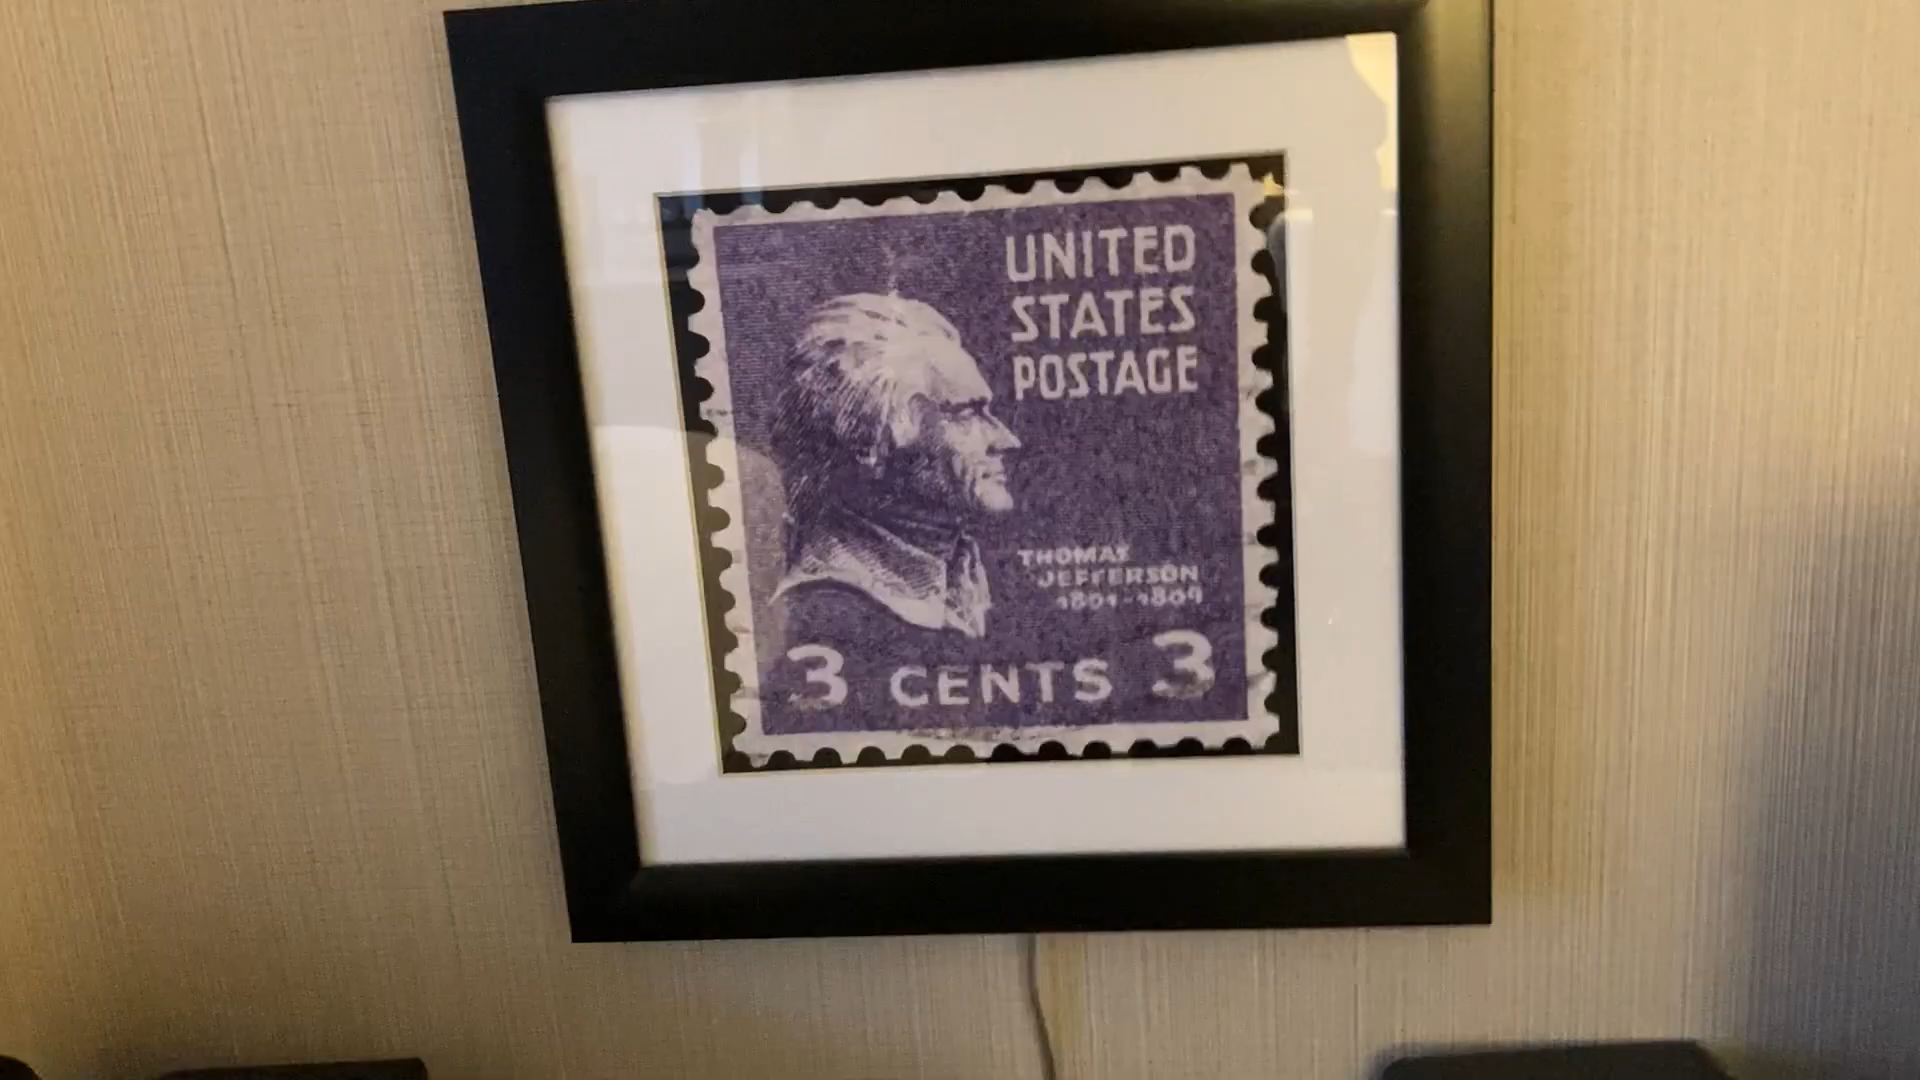 UNITED
STATES
POSTAGE
THOMAS
JEFFERSON
1801-1809
3 CENTS 3